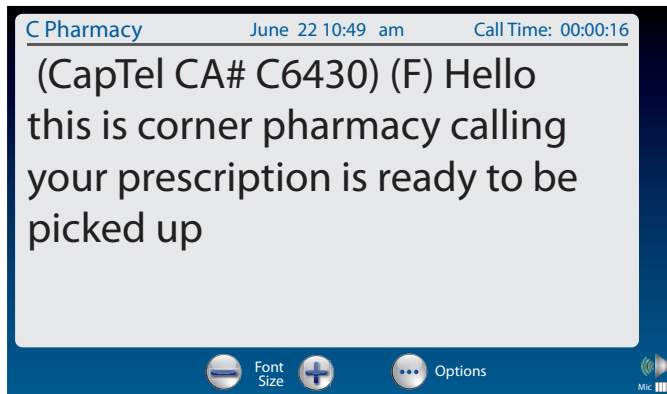 C Pharmacy June 22 10:49 am Call Time: 00:00:16
(CapTel CA# C6430) (F) Hello
this is corner pharmacy calling
your prescription is ready to be
picked up
Font
Size
Options
Mic